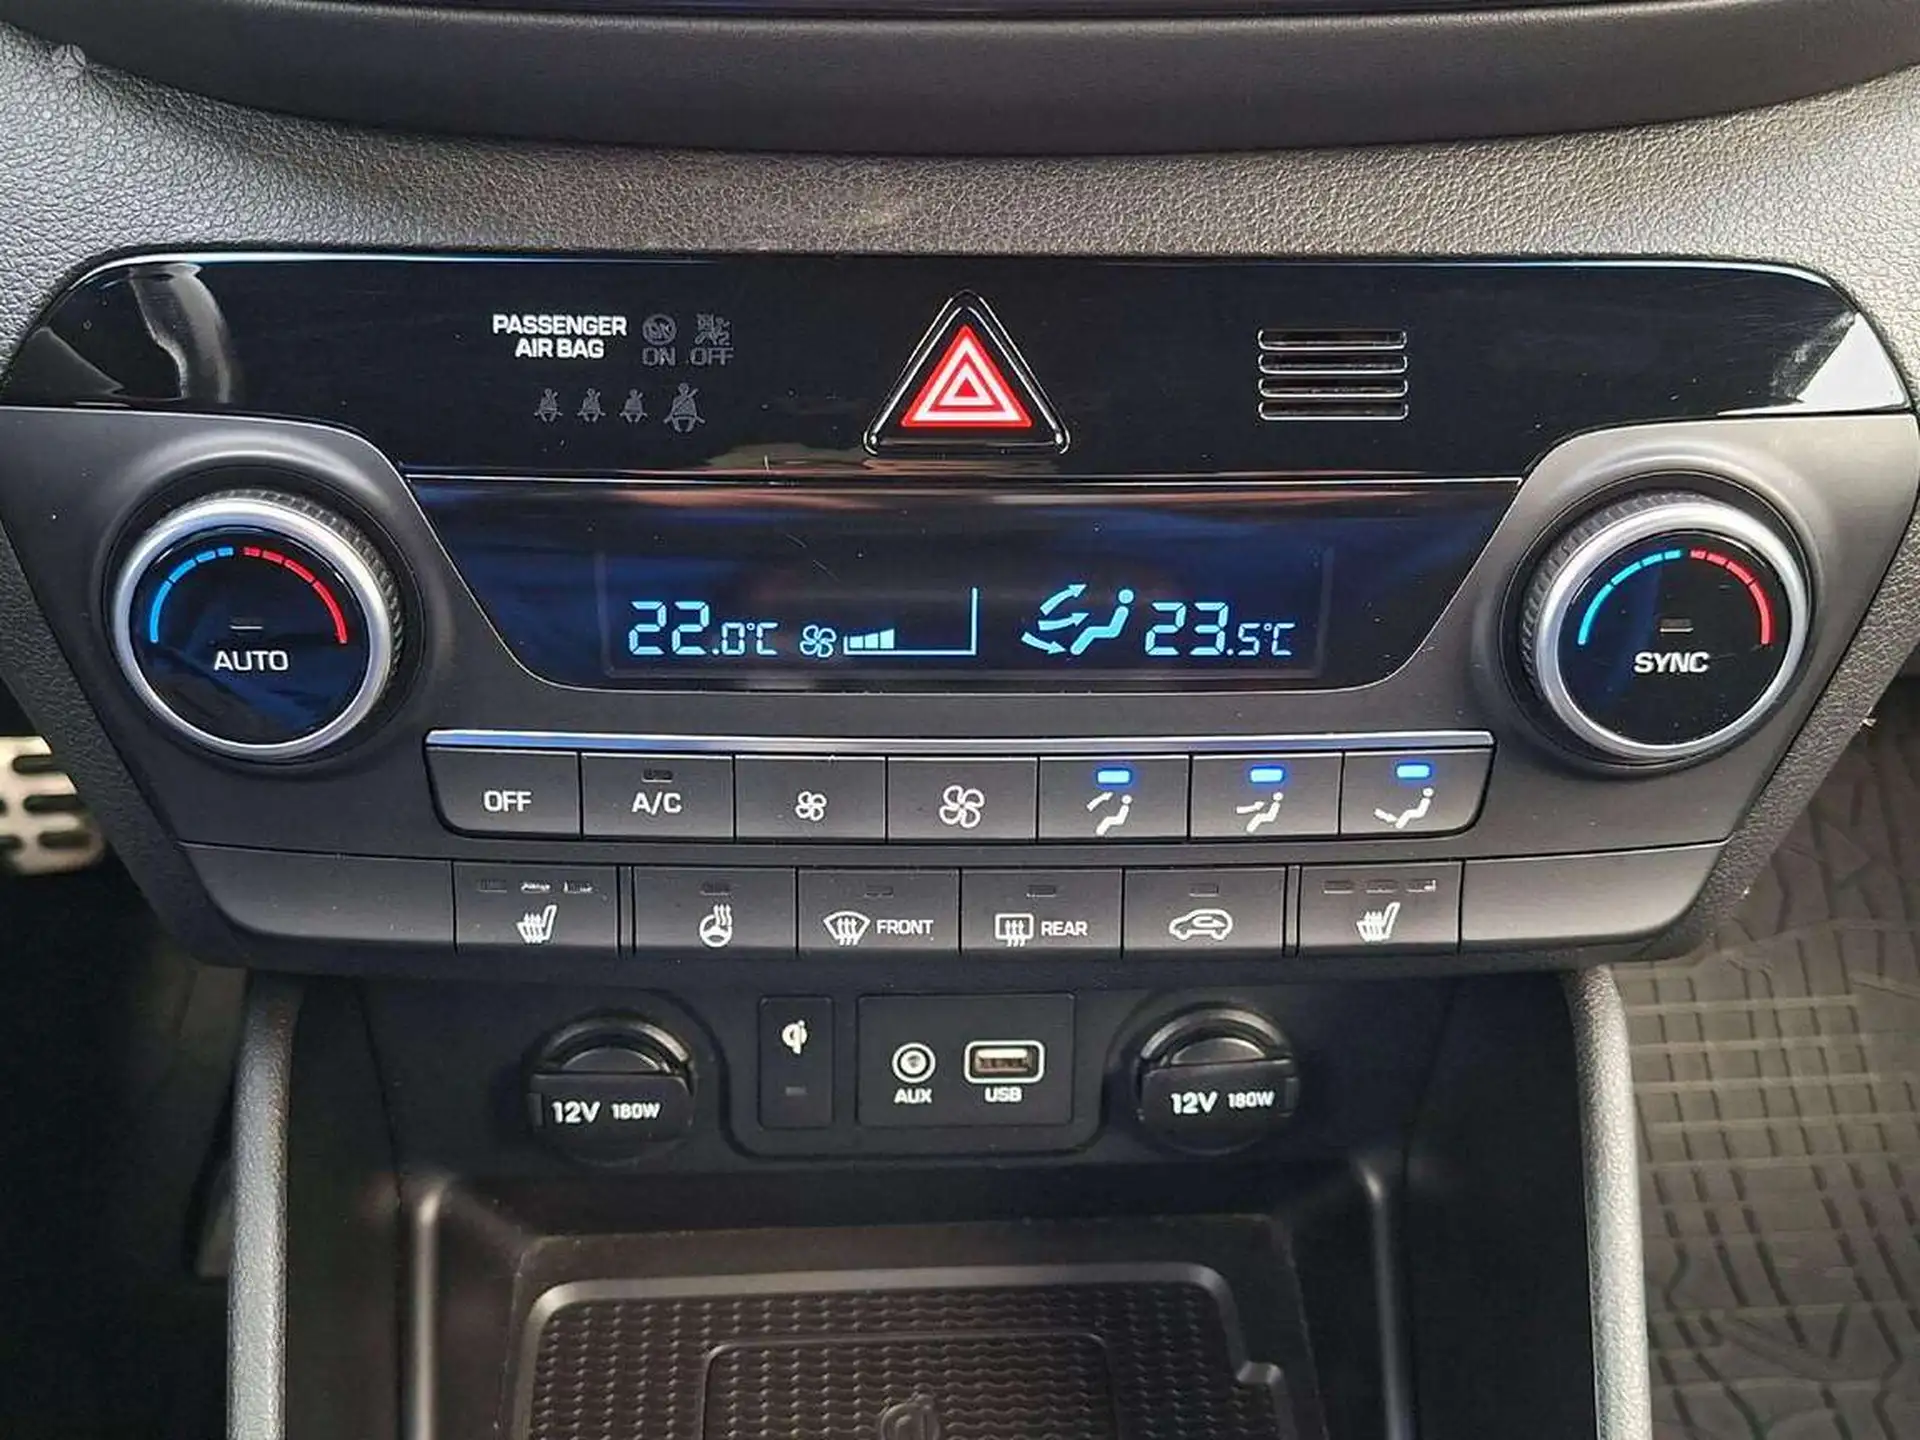 PASSENGER
AIR BAG
ON OFF
22.0°C 23.5°C
AUTO
SYNC
OFF A/C
FRONT REAR
12V 180W
AUX USB
12V 180W